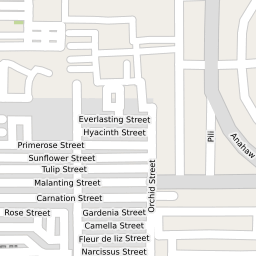 Everlasting Street
Hyacinth Street
Primerose Street
Sunflower Street
Tulip Street
Malanting Street
Carnation Street
Rose Street
Gardenia Street
Camella Street
Fleur de liz Street
Narcissus Street
Orchid Street
Pili
Anahaw